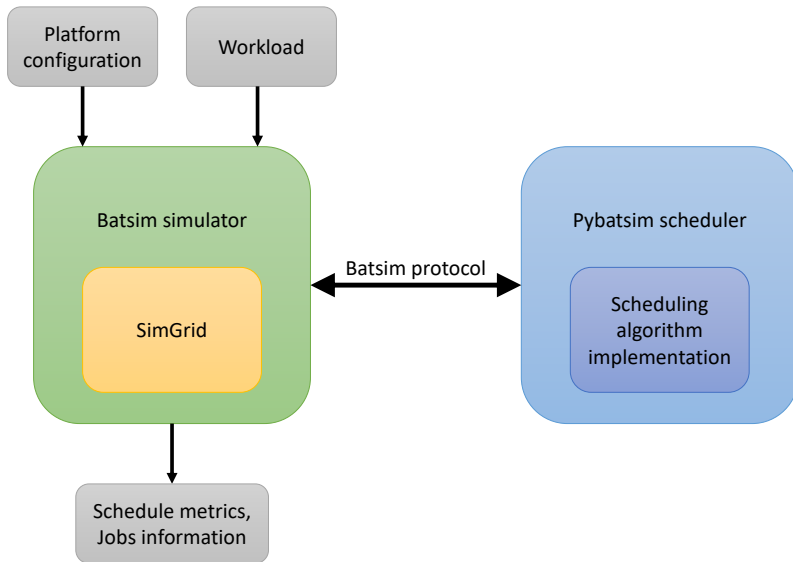 Platform
configuration
Workload
Batsim simulator
Pybatsim scheduler
Batsim protocol
SimGrid
Scheduling
algorithm
implementation
Schedule metrics,
Jobs information